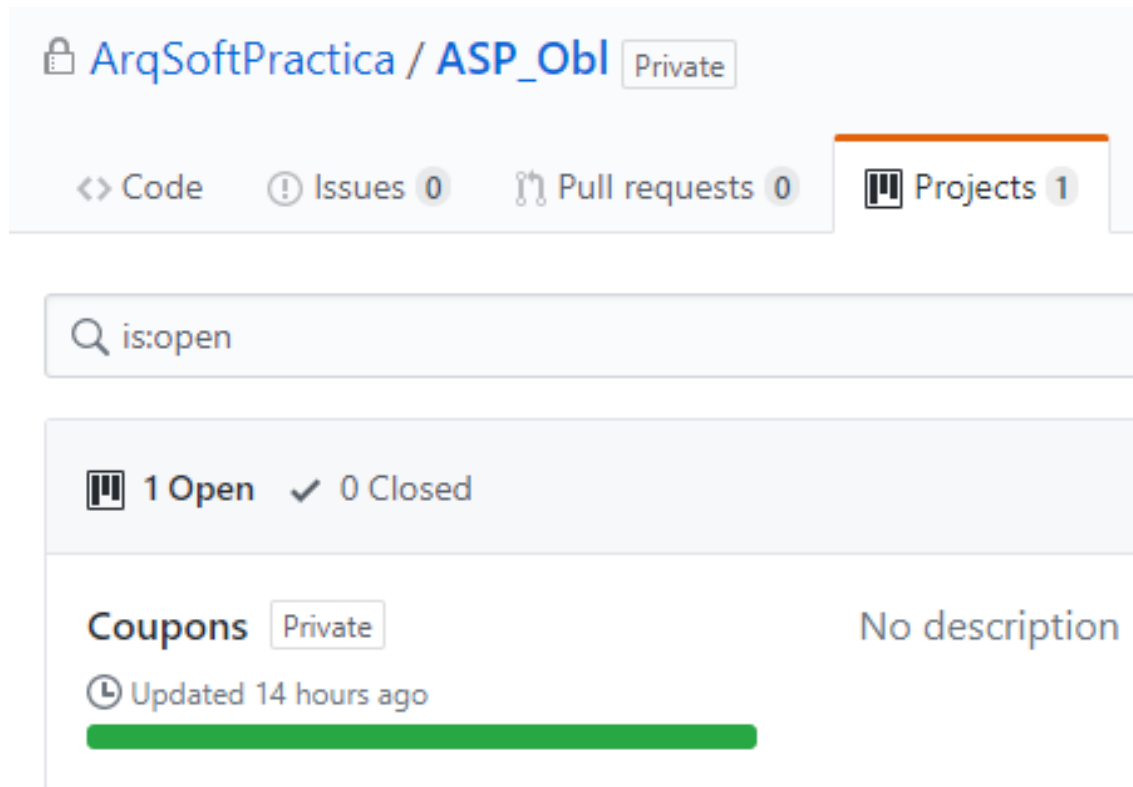 ArqSoftPractica / ASP_Obl Private
Code Issues 0 Pull requests 0 Projects 1
is:open
1 Open 0 Closed
Coupons Private No description
Updated 14 hours ago